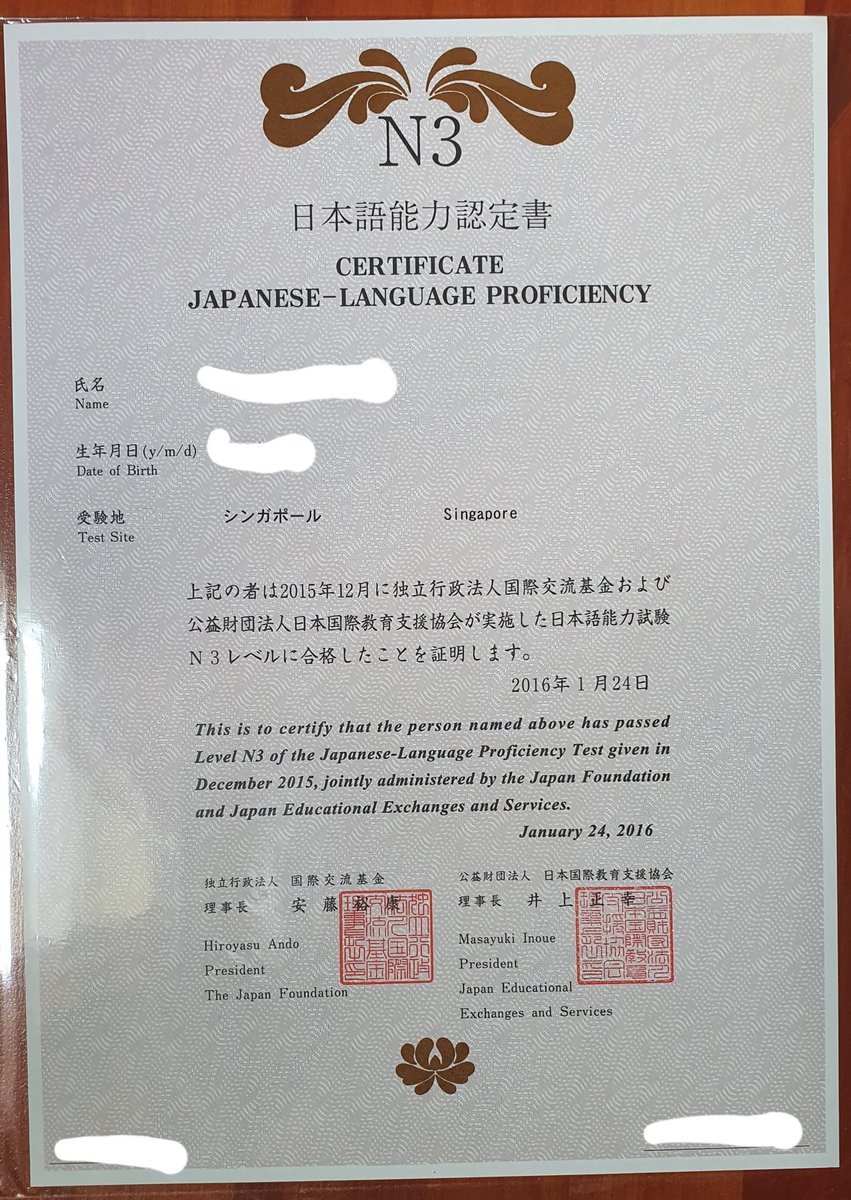 N3
日本語能力認定書
CERTIFICATE
JAPANESE-LANGUAGE PROFICIENCY
氏名
Name
生年月日(y/m/d)
Date of Birth
受験地 シンガポール Singapore
Test Site
上記の者は2015年12月に独立行政法人国際交流基金および
公益財団法人日本国際教育支援協会が実施した日本語能力試験
N3レベルに合格したことを証明します。
2016年1月24日
This is to certify that the person named above has passed
Level N3 of the Japanese-Language Proficiency Test given in
December 2015, jointly administered by the Japan Foundation
and Japan Educational Exchanges and Services.
January 24, 2016
独立行政法人 国際交流基金
理事長 安藤裕康
Hiroyasu Ando
President
The Japan Foundation
公益財団法人 日本国際教育支援協会
理事長 井上正幸
Masayuki Inoue
President
Japan Educational
Exchanges and Services